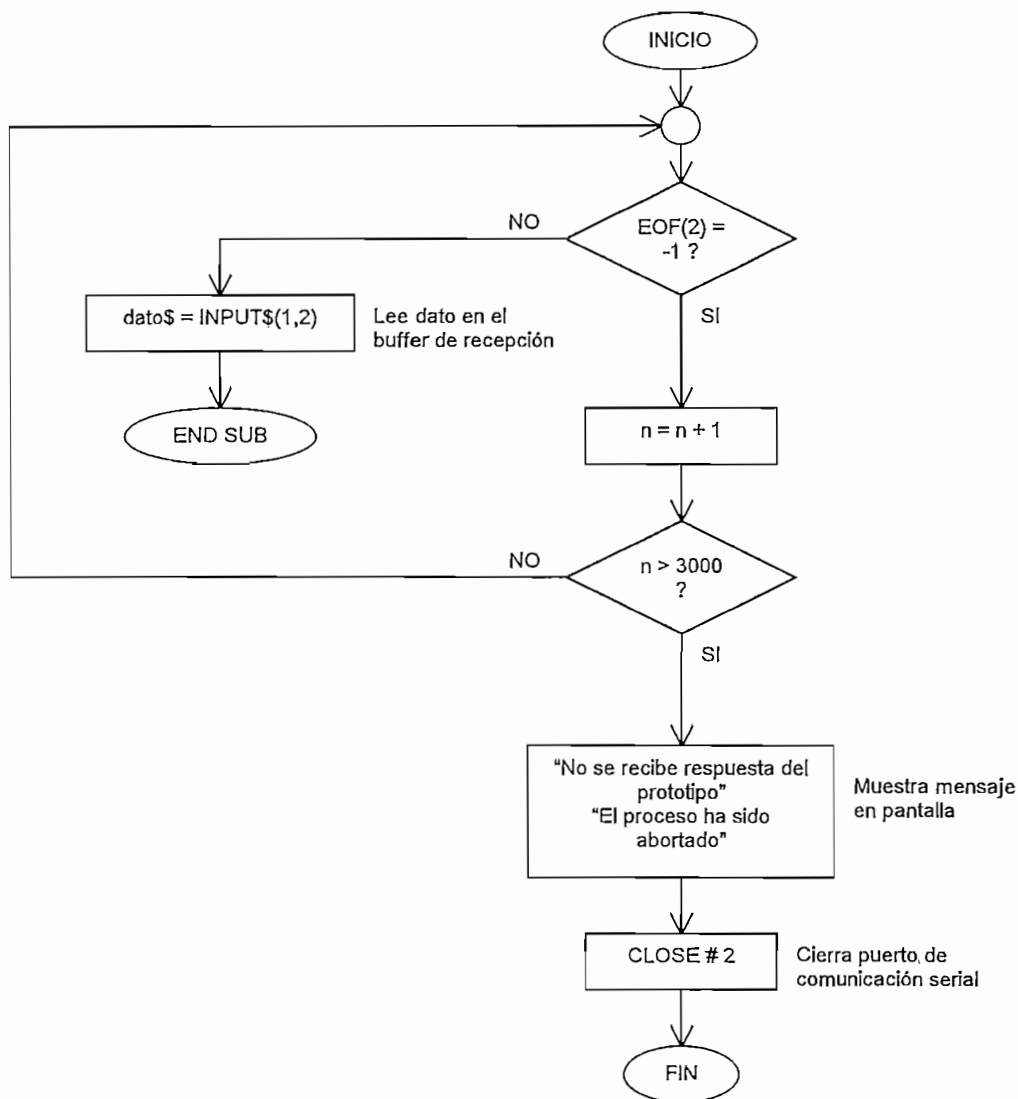 INICIO
EOF(2) =
-1 ?
NO
SI
dato$ = INPUT$(1,2)
Lee dato en el
buffer de recepción
END SUB
n = n + 1
n > 3000
?
NO
SI
“No se recibe respuesta del
prototipo”
“El proceso ha sido
abortado”
Muestra mensaje
en pantalla
CLOSE # 2
Cierra puerto de
comunicación serial
FIN